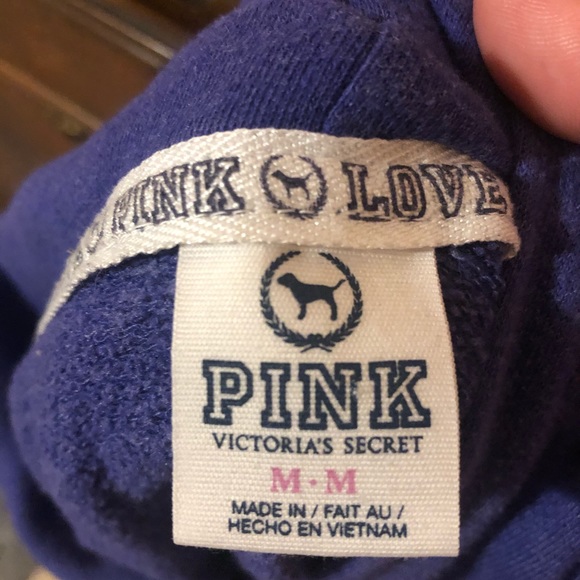 PINK LOVE
PINK
VICTORIA'S SECRET
M · M
MADE IN / FAIT AU /
HECHO EN VIETNAM